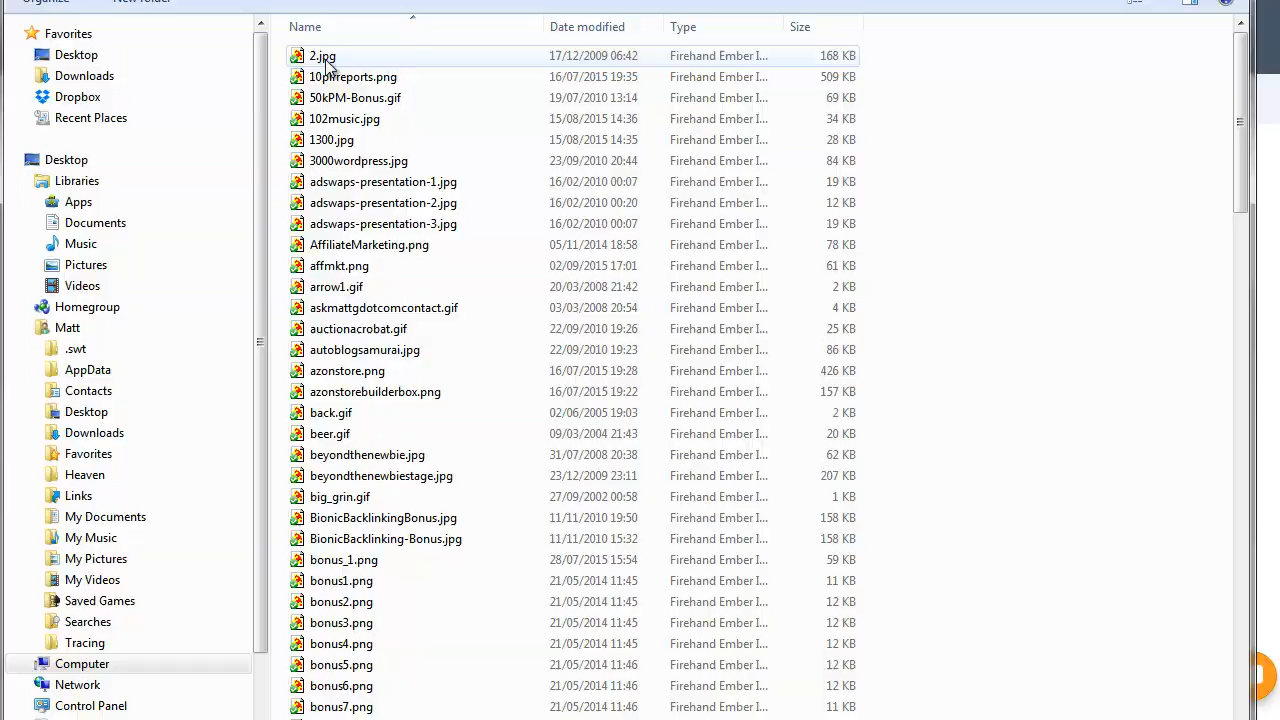 Organize New folder
Name Date modified Type Size
Favorites
Desktop
Downloads
Dropbox
Recent Places
Desktop
Libraries
Apps
Documents
Music
Pictures
Videos
Homegroup
Matt
.swt
AppData
Contacts
Desktop
Downloads
Favorites
Heaven
Links
My Documents
My Music
My Pictures
My Videos
Saved Games
Searches
Tracing
Computer
Network
Control Panel
2.jpg 17/12/2009 06:42 Firehand Ember I... 168 KB
16/07/2015 19:35 Firehand Ember I... 509 KB
50kPM-Bonus.gif 19/07/2010 13:14 Firehand Ember I... 69 KB
102music.jpg 15/08/2015 14:36 Firehand Ember I... 34 KB
1300.jpg 15/08/2015 14:35 Firehand Ember I... 28 KB
3000wordpress.jpg 23/09/2010 20:44 Firehand Ember I... 84 KB
adswaps-presentation-1.jpg 16/02/2010 00:07 Firehand Ember I... 19 KB
adswaps-presentation-2.jpg 16/02/2010 00:20 Firehand Ember I... 12 KB
adswaps-presentation-3.jpg 16/02/2010 00:07 Firehand Ember I... 19 KB
AffiliateMarketing.png 05/11/2014 18:58 Firehand Ember I... 78 KB
affmkt.png 02/09/2015 17:01 Firehand Ember I... 61 KB
arrow1.gif 20/03/2008 21:42 Firehand Ember I... 2 KB
askmattgdotcomcontact.gif 03/03/2008 20:54 Firehand Ember I... 4 KB
auctionacrobat.gif 22/09/2010 19:26 Firehand Ember I... 25 KB
autoblogsamurai.jpg 22/09/2010 19:23 Firehand Ember I... 86 KB
azonstore.png 16/07/2015 19:28 Firehand Ember I... 426 KB
azonstorebuilderbox.png 16/07/2015 19:22 Firehand Ember I... 157 KB
back.gif 02/06/2005 19:03 Firehand Ember I... 2 KB
beer.gif 09/03/2004 21:43 Firehand Ember I... 20 KB
beyondthenewbie.jpg 31/07/2008 20:38 Firehand Ember I... 62 KB
beyondthenewbiestage.jpg 23/12/2009 23:11 Firehand Ember I... 207 KB
big_grin.gif 27/09/2002 00:58 Firehand Ember I... 1 KB
BionicBacklinkingBonus.jpg 11/11/2010 19:50 Firehand Ember I... 158 KB
BionicBacklinking-Bonus.jpg 11/11/2010 15:32 Firehand Ember I... 158 KB
bonus_1.png 28/07/2015 15:54 Firehand Ember I... 59 KB
bonus1.png 21/05/2014 11:45 Firehand Ember I... 11 KB
bonus2.png 21/05/2014 11:45 Firehand Ember I... 12 KB
bonus3.png 21/05/2014 11:45 Firehand Ember I... 12 KB
bonus4.png 21/05/2014 11:45 Firehand Ember I... 12 KB
bonus5.png 21/05/2014 11:46 Firehand Ember I... 12 KB
bonus6.png 21/05/2014 11:46 Firehand Ember I... 12 KB
bonus7.png 21/05/2014 11:46 Firehand Ember I... 11 KB